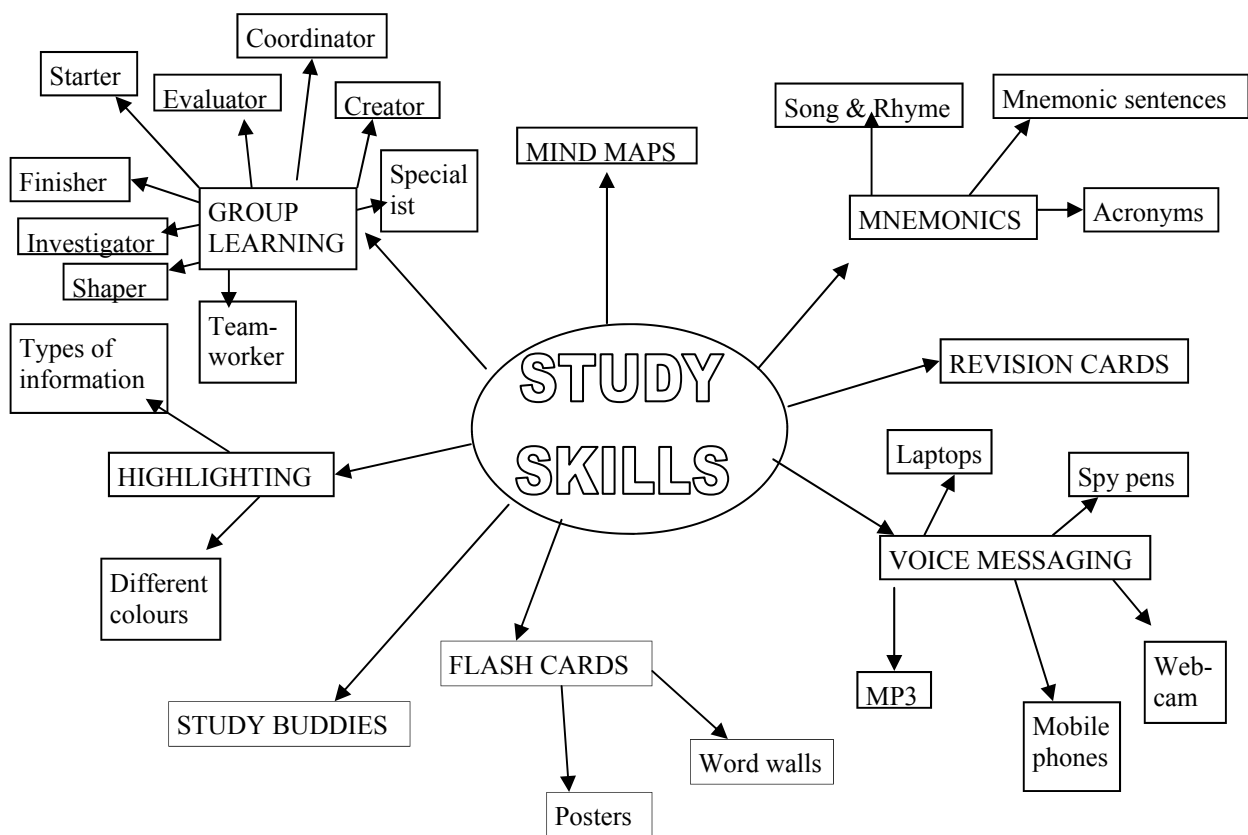 Coordinator
Starter
Evaluator
Creator
Song & Rhyme
Mnemonic sentences
MIND MAPS
Finisher
Special
ist
GROUP
LEARNING
MNEMONICS
Acronyms
Investigator
Shaper
Team-
worker
Types of
information
STUDY
SKILLS
REVISION CARDS
HIGHLIGHTING
Laptops
Spy pens
VOICE MESSAGING
Different
colours
FLASH CARDS
MP3
Web-
cam
STUDY BUDDIES
Mobile
phones
Word walls
Posters